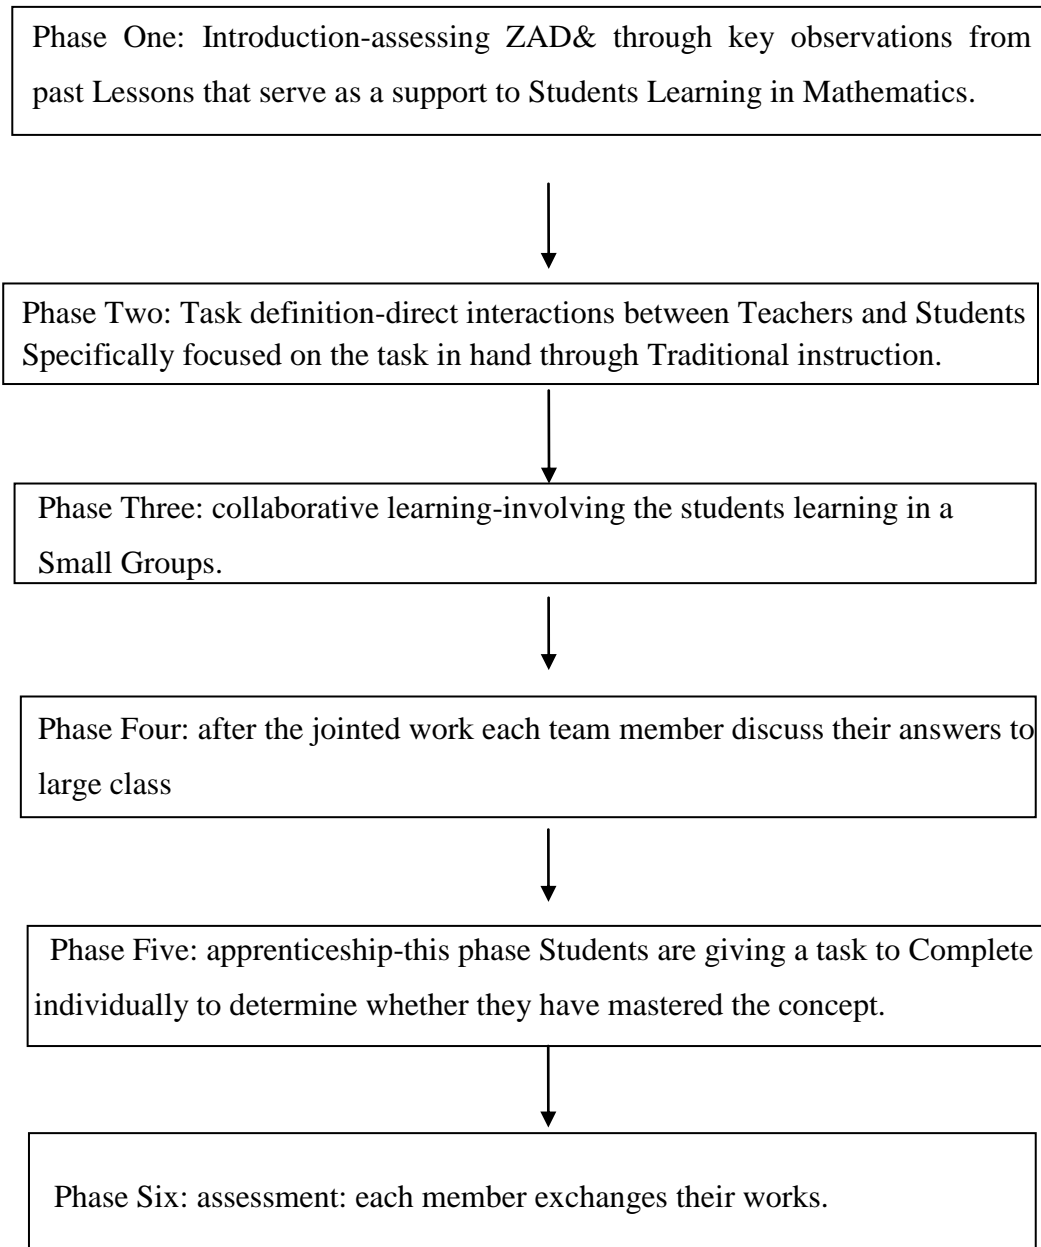 Phase One: Introduction-assessing ZAD& through key observations from
past Lessons that serve as a support to Students Learning in Mathematics.
Phase Two: Task definition-direct interactions between Teachers and Students
Specifically focused on the task in hand through Traditional instruction.
Phase Three: collaborative learning-involving the students learning in a
Small Groups.
Phase Four: after the jointed work each team member discuss their answers to
large class
Phase Five: apprenticeship-this phase Students are giving a task to Complete
individually to determine whether they have mastered the concept.
Phase Six: assessment: each member exchanges their works.